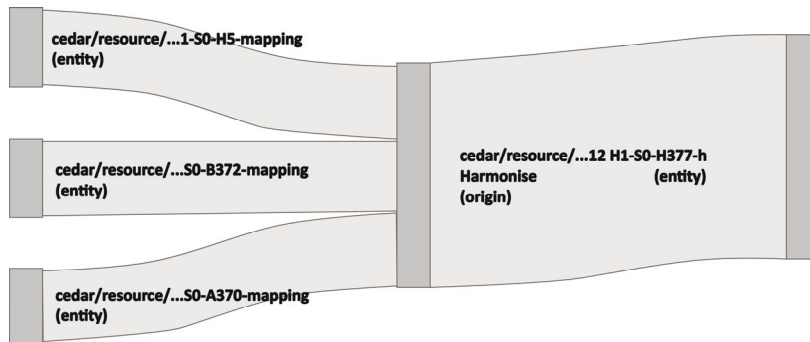 cedar/resource/...1-S0-H5-mapping
(entity)
cedar/resource/...S0-B372-mapping
(entity)
cedar/resource/...12 H1-S0-H377-h
Harmonise (entity)
(origin)
cedar/resource/...S0-A370-mapping
(entity)